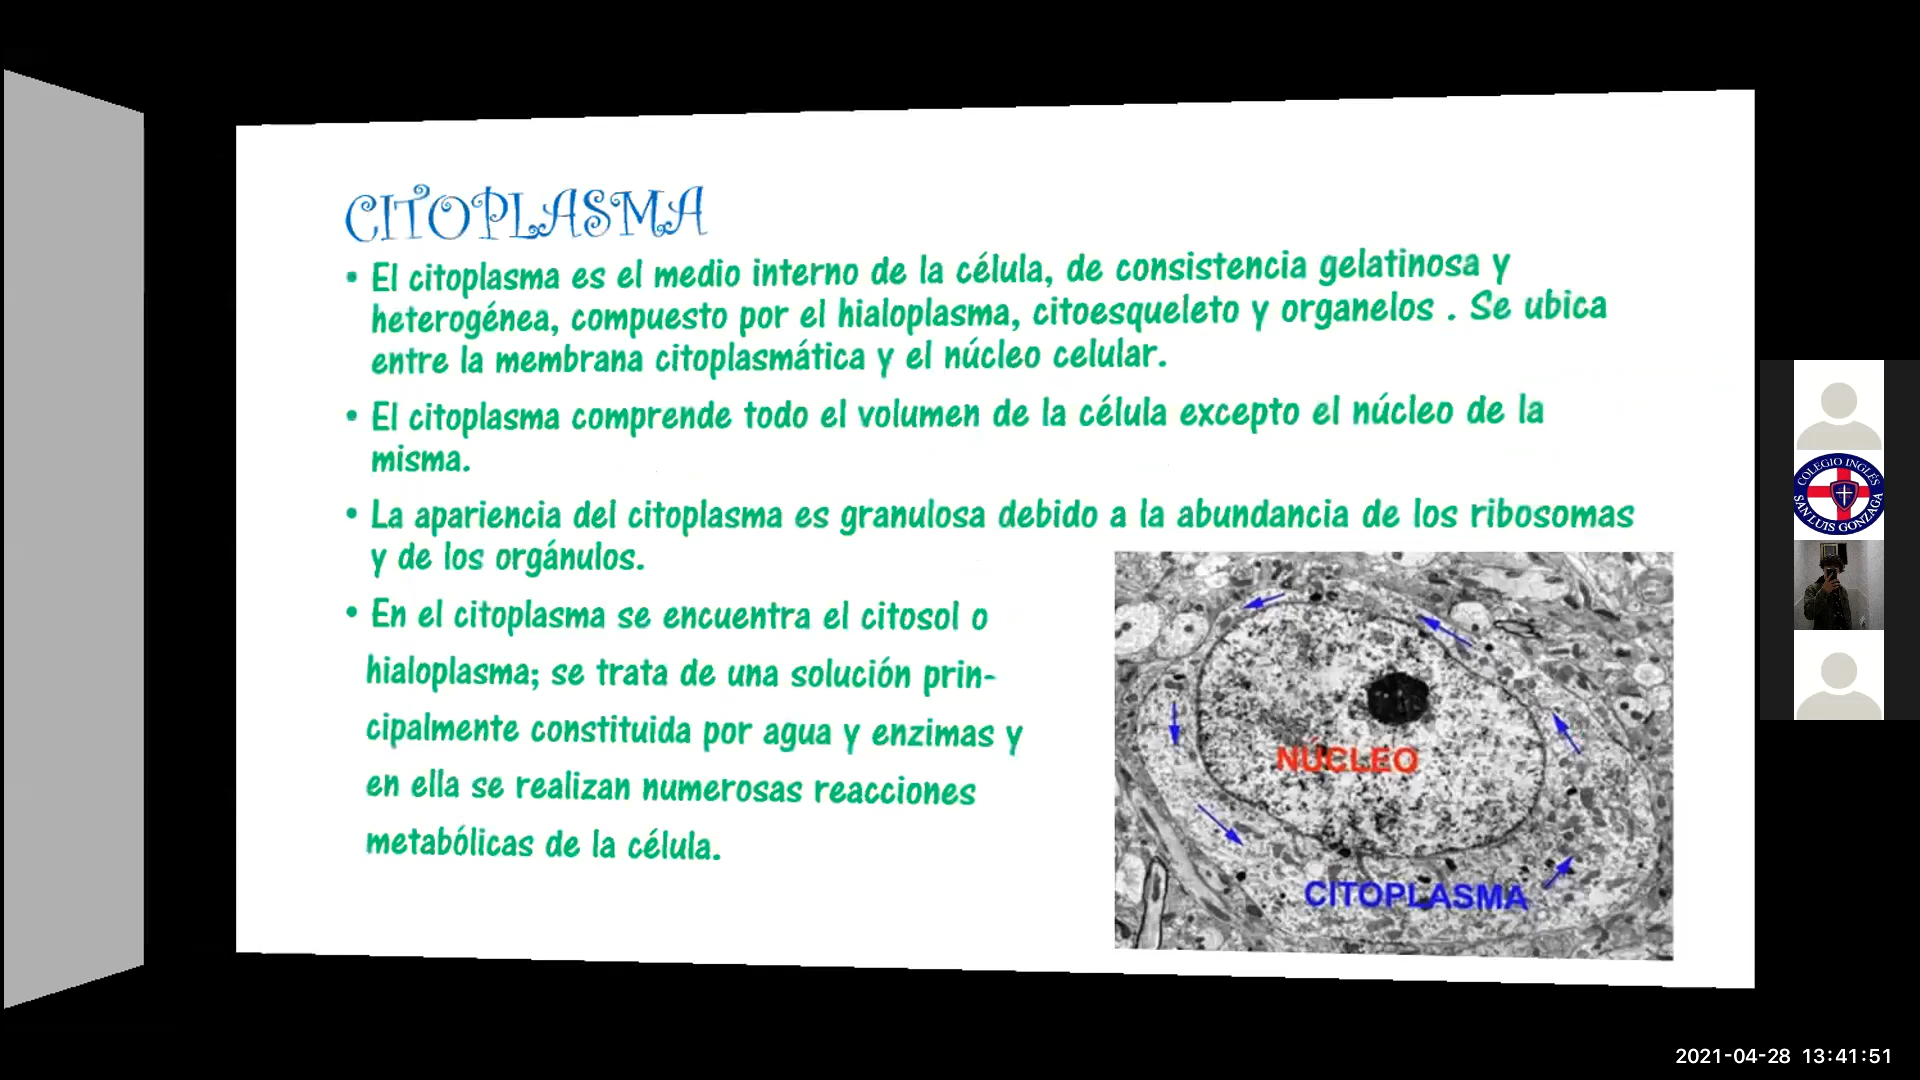 CITOPLASMA
• El citoplasma es el medio interno de la célula, de consistencia gelatinosa y
heterogénea, compuesto por el hialoplasma, citoesqueleto y organelos . Se ubica
entre la membrana citoplasmática y el núcleo celular.
• El citoplasma comprende todo el volumen de la célula excepto el núcleo de la
misma.
• La apariencia del citoplasma es granulosa debido a la abundancia de los ribosomas
y de los orgánulos.
• En el citoplasma se encuentra el citosol o
hialoplasma; se trata de una solución prin-
cipalmente constituida por agua y enzimas y
en ella se realizan numerosas reacciones
metabólicas de la célula.
NÚCLEO
CITOPLASMA
COLEGIO INGLÉS
SAN LUIS GONZAGA
2021-04-28 13:41:51